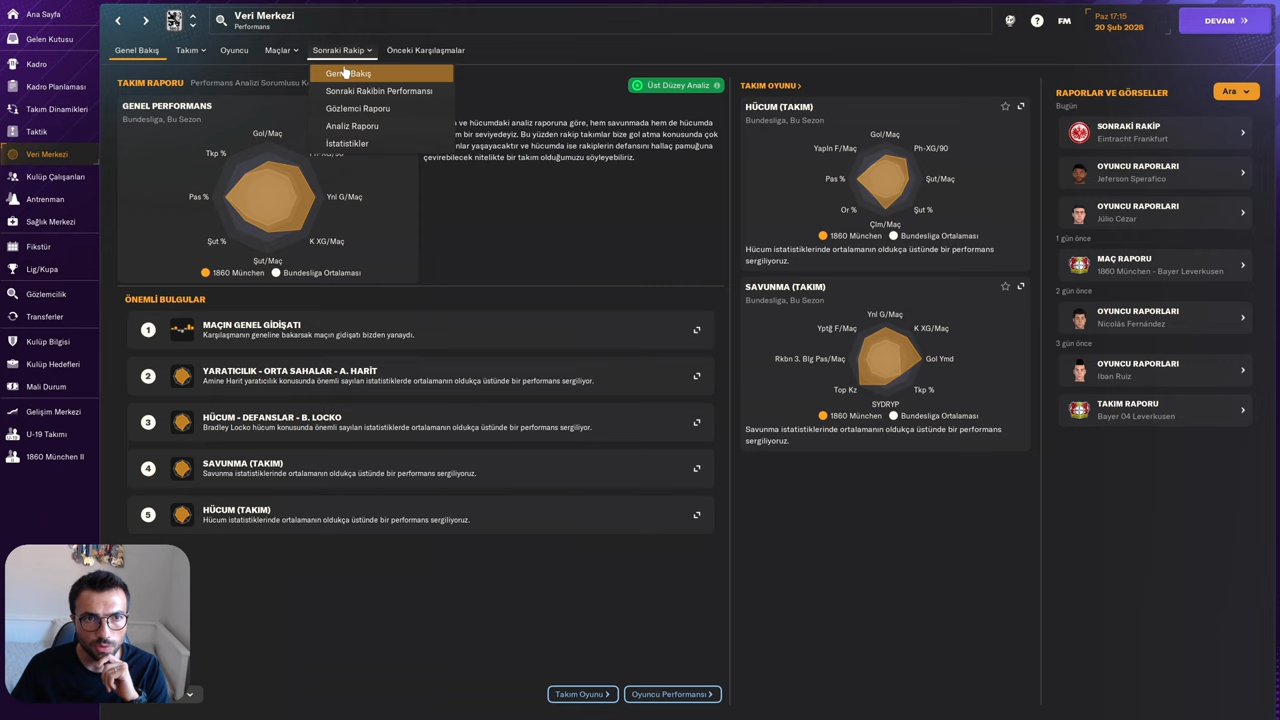 Ana Sayfa
Gelen Kutusu
Kadro
Kadro Planlaması
Takım Dinamikleri
Taktik
Veri Merkezi
Kulüp Çalışanları
Antrenman
Sağlık Merkezi
Fikstür
Lig/Kupa
Gözlemcilik
Transferler
Kulüp Bilgisi
Kulüp Hedefleri
Mali Durum
Gelişim Merkezi
U-19 Takımı
1860 München II
Veri Merkezi
Performans
FM
Paz 17:15
20 Şub 2028
DEVAM
Genel Bakış
Takım
Oyuncu
Maçlar
Sonraki Rakip
Önceki Karşılaşmalar
Sonraki Rakibin Performansı
Gözlemci Raporu
Analiz Raporu
İstatistikler
TAKIM RAPORU
Performans Analizi Sorumlusu
Üst Düzey Analiz
GENEL PERFORMANS
Bundesliga, Bu Sezon
Gol/Maç
Tkp %
Pas %
Ynl G/Maç
Şut %
K XG/Maç
Şut/Maç
1860 München
Bundesliga Ortalaması
ve hücumdaki analiz raporuna göre, hem savunmada hem de hücumda
bir seviyedeyiz. Bu yüzden rakip takımlar bize gol atma konusunda çok
yaşayacaktır ve hücumda ise rakiplerin defansını hallaç pamuğuna
çevirebilecek nitelikte bir takım olduğumuzu söyleyebiliriz.
ÖNEMLİ BULGULAR
1
MAÇIN GENEL GİDİŞATI
Karşılaşmanın geneline bakarsak maçın gidişatı bizden yanaydı.
2
YARATICILIK - ORTA SAHALAR - A. HARİT
Amine Harit yaratıcılık konusunda önemli sayılan istatistiklerde ortalamanın oldukça üstünde bir performans sergiliyor.
3
HÜCUM - DEFANSLAR - B. LOCKO
Bradley Locko hücum konusunda önemli sayılan istatistiklerde ortalamanın oldukça üstünde bir performans sergiliyor.
4
SAVUNMA (TAKIM)
Savunma istatistiklerinde ortalamanın oldukça üstünde bir performans sergiliyoruz.
5
HÜCUM (TAKIM)
Hücum istatistiklerinde ortalamanın oldukça üstünde bir performans sergiliyoruz.
Takım Oyunu
Oyuncu Performansı
TAKIM OYUNU
HÜCUM (TAKIM)
Bundesliga, Bu Sezon
Gol/Maç
Yapln F/Maç
Ph-XG/90
Pas %
Şut/Maç
Or %
Şut %
Çlm/Maç
1860 München
Bundesliga Ortalaması
Hücum istatistiklerinde ortalamanın oldukça üstünde bir performans
sergiliyoruz.
SAVUNMA (TAKIM)
Bundesliga, Bu Sezon
Ynl G/Maç
Yptğ F/Maç
K XG/Maç
Rkbn 3. Blg Pas/Maç
Gol Ymd
Top Kz
Tkp %
SYDRYP
1860 München
Bundesliga Ortalaması
Savunma istatistiklerinde ortalamanın oldukça üstünde bir performans
sergiliyoruz.
RAPORLAR VE GÖRSELLER
Ara
Bugün
SONRAKİ RAKİP
Eintracht Frankfurt
OYUNCU RAPORLARI
Jeferson Sperafico
OYUNCU RAPORLARI
Júlio Cézar
1 gün önce
MAÇ RAPORU
1860 München - Bayer Leverkusen
2 gün önce
OYUNCU RAPORLARI
Nicolás Fernández
3 gün önce
OYUNCU RAPORLARI
Iban Ruiz
TAKIM RAPORU
Bayer 04 Leverkusen